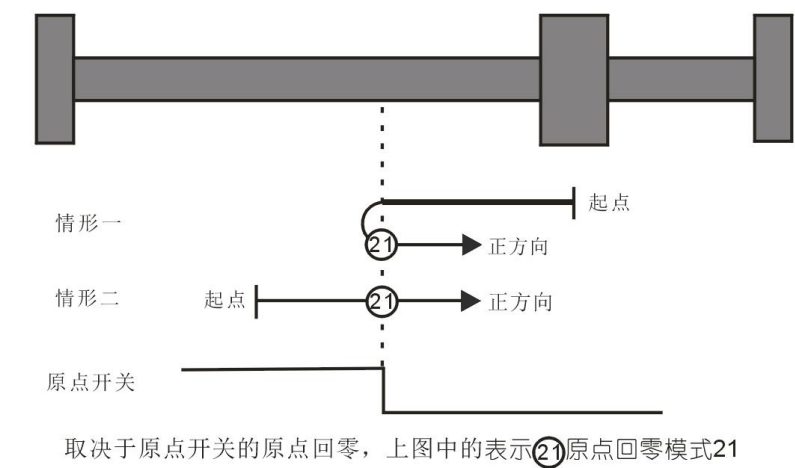 情形一
起点
21
正方向
情形二
起点
21
正方向
原点开关
取决于原点开关的原点回零，上图中的表示21原点回零模式21